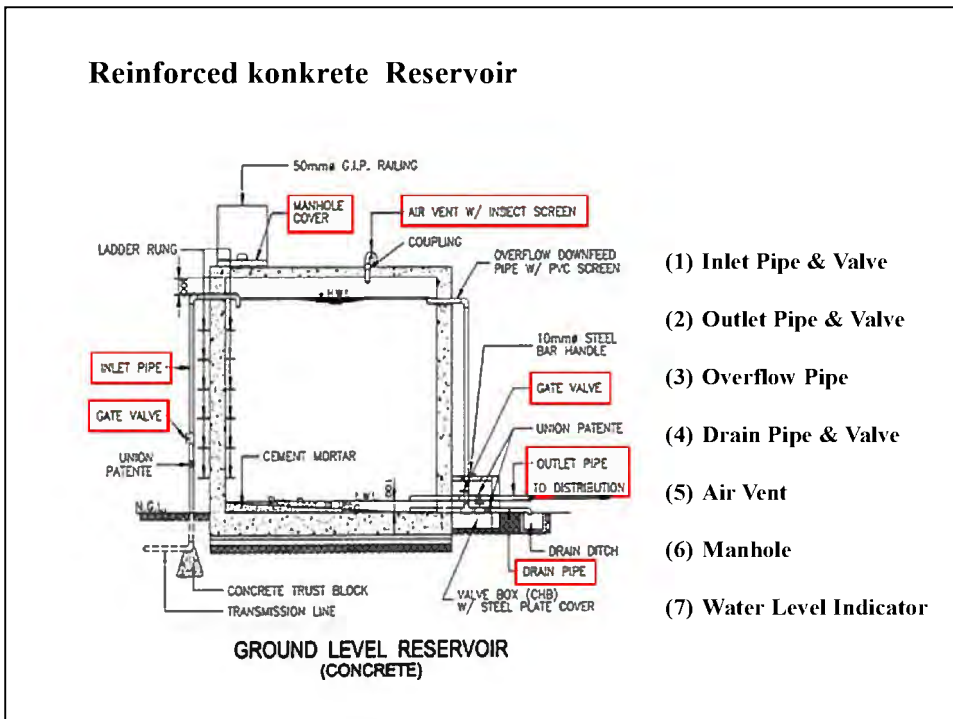 Reinforced konkrete Reservoir
50mmø G.I.P. RAILING
MANHOLE
COVER
AIR VENT W/ INSECT SCREEN
LADDER RUNG
COUPLING
OVERFLOW DOWNFEED
PIPE W/ PVC SCREEN
H.W.L.
10mmø STEEL
BAR HANDLE
INLET PIPE
GATE VALVE
GATE VALVE
UNION
PATENTE
UNION PATENTE
CEMENT MORTAR
OUTLET PIPE
TO DISTRIBUTION
N.G.L.
DRAIN DITCH
DRAIN PIPE
CONCRETE TRUST BLOCK
TRANSMISSION LINE
VALVE BOX (CHB)
W/ STEEL PLATE COVER
GROUND LEVEL RESERVOIR
(CONCRETE)
(1) Inlet Pipe & Valve
(2) Outlet Pipe & Valve
(3) Overflow Pipe
(4) Drain Pipe & Valve
(5) Air Vent
(6) Manhole
(7) Water Level Indicator